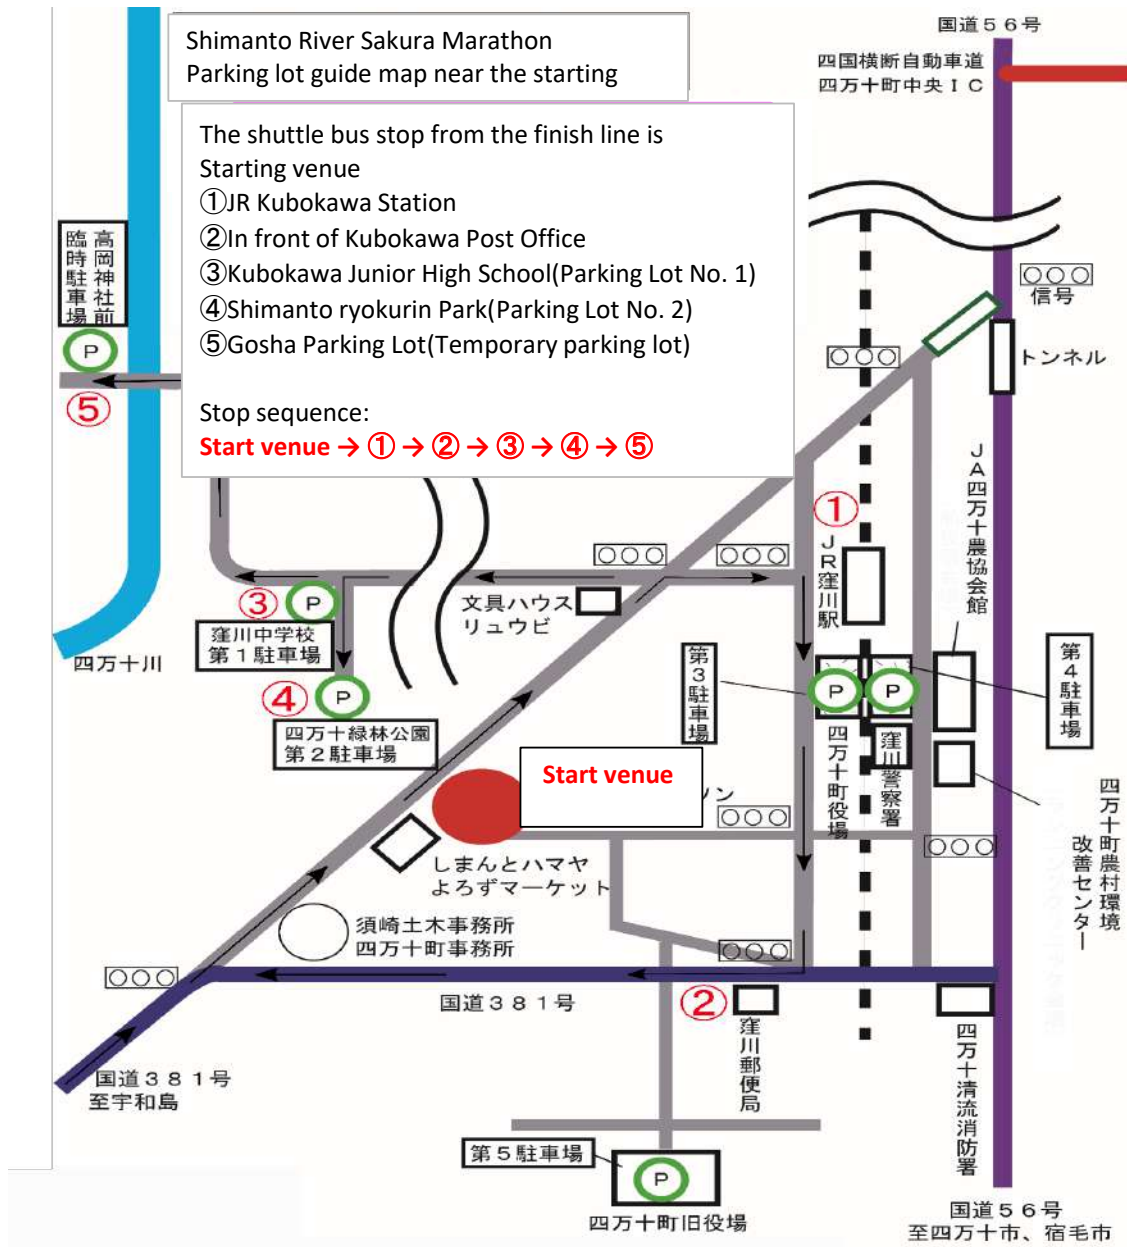 Shimanto River Sakura Marathon
Parking lot guide map near the starting
国道５６号
四国横断自動車道
四万十町中央ＩＣ
The shuttle bus stop from the finish line is
Starting venue
①JR Kubokawa Station
②In front of Kubokawa Post Office
③Kubokawa Junior High School(Parking Lot No. 1)
④Shimanto ryokurin Park(Parking Lot No. 2)
⑤Gosha Parking Lot(Temporary parking lot)
Stop sequence:
Start venue → ① → ② → ③ → ④ → ⑤
高岡神社前
臨時駐車場
P
⑤
信号
トンネル
ＪＡ四万十農協会館
①
ＪＲ窪川駅
文具ハウス
リュウビ
③
P
窪川中学校
第１駐車場
四万十川
④
P
四万十緑林公園
第２駐車場
第３駐車場
P
P
第４駐車場
四万十町役場
窪川警察署
Start venue
ソン
しまんとハマヤ
よろずマーケット
四万十町農村環境
改善センター
須崎土木事務所
四万十町事務所
国道３８１号
②
窪川郵便局
四万十清流消防署
国道３８１号
至宇和島
第５駐車場
P
四万十町旧役場
国道５６号
至四万十市、宿毛市